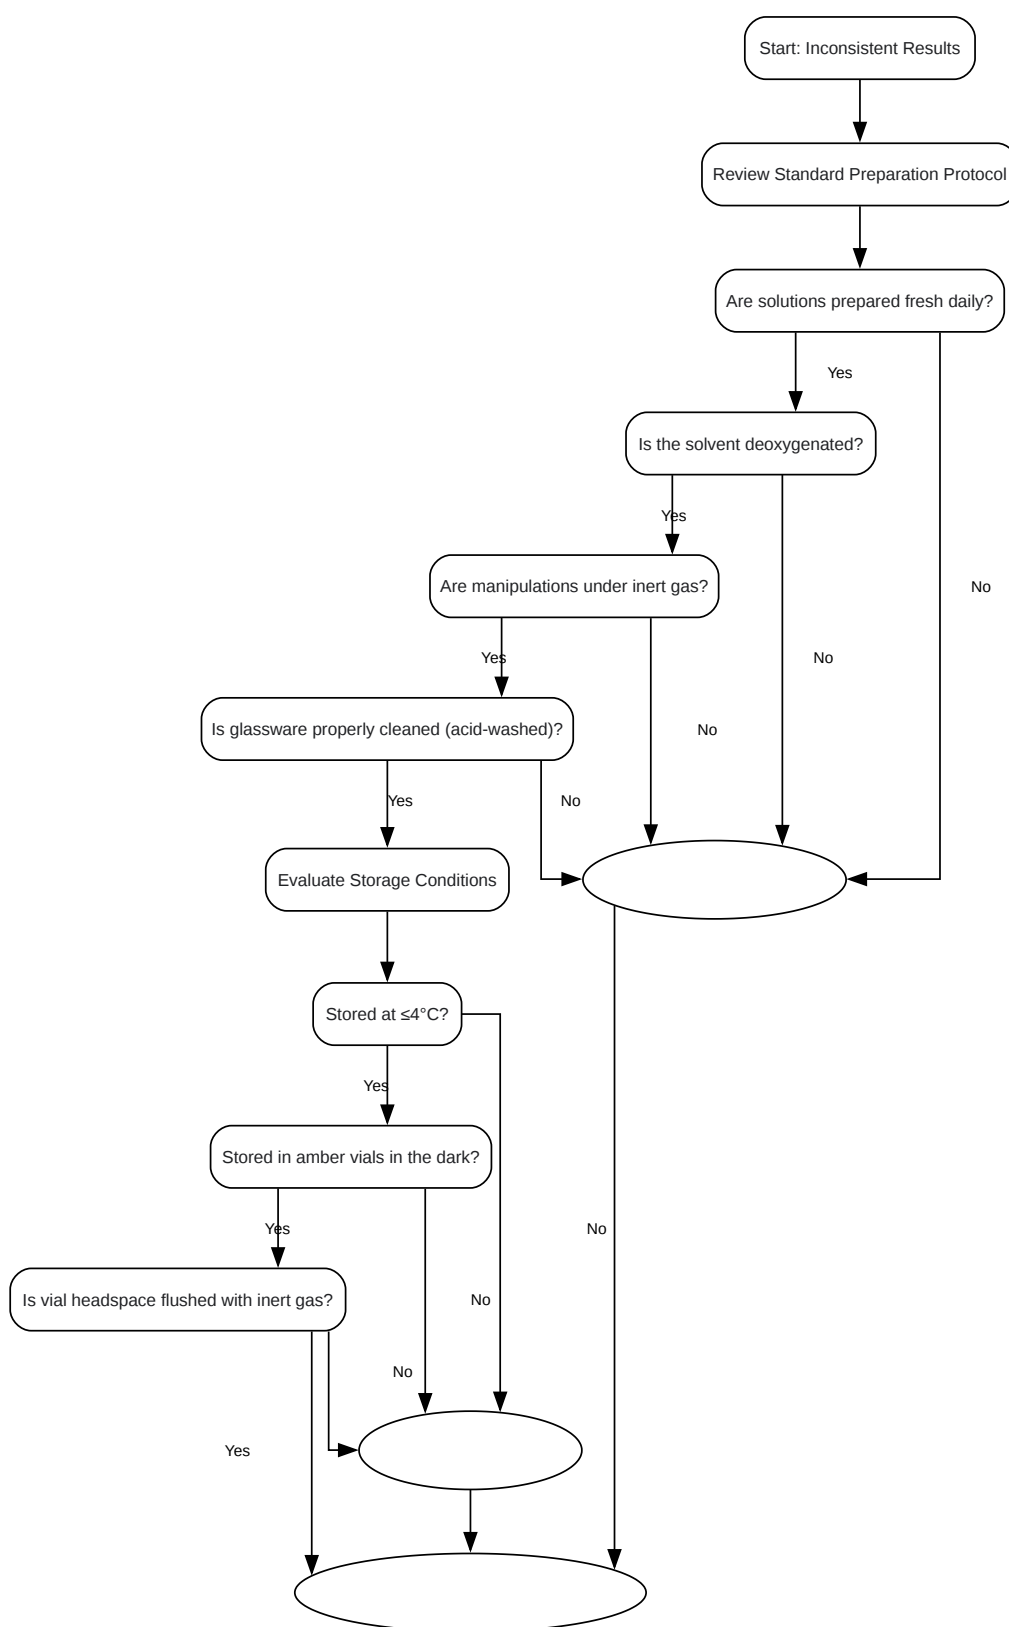 Start: Inconsistent Results
Review Standard Preparation Protocol
Are solutions prepared fresh daily?
Yes
Is the solvent deoxygenated?
Yes
Are manipulations under inert gas?
No
Yes
No
Is glassware properly cleaned (acid-washed)?
No
Yes
No
Evaluate Storage Conditions
Stored at ≤4°C?
Yes
Stored in amber vials in the dark?
Yes
No
Is vial headspace flushed with inert gas?
No
No
Yes